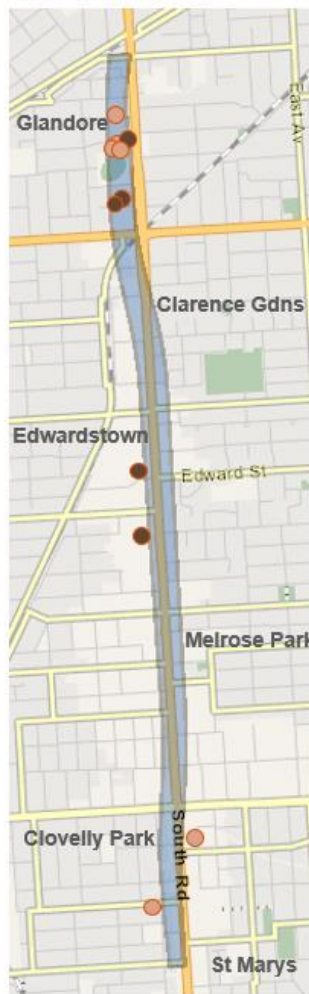 East Av
Glandore
Clarence Gdns
Edwardstown
Edward St
Melrose Park
Clovelly Park
South Rd
St Marys